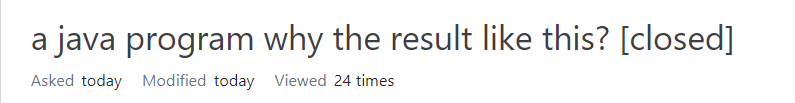 a java program why the result like this? [closed]
Asked today Modified today Viewed 24 times